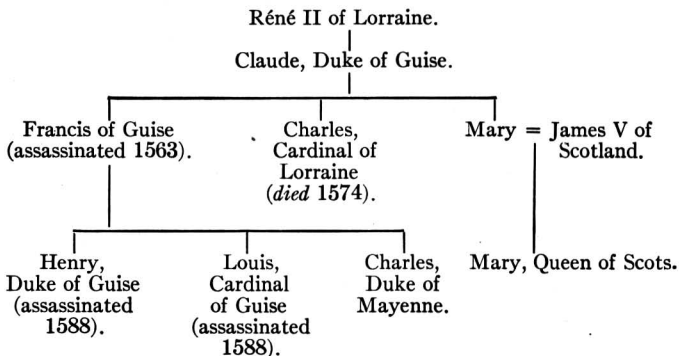 Réné II of Lorraine.
Claude, Duke of Guise.
Francis of Guise
(assassinated 1563).
Charles,
Cardinal of
Lorraine
(died 1574).
Mary = James V of
Scotland.
Henry,
Duke of Guise
(assassinated
1588).
Louis,
Cardinal
of Guise
(assassinated
1588).
Charles,
Duke of
Mayenne.
Mary, Queen of Scots.